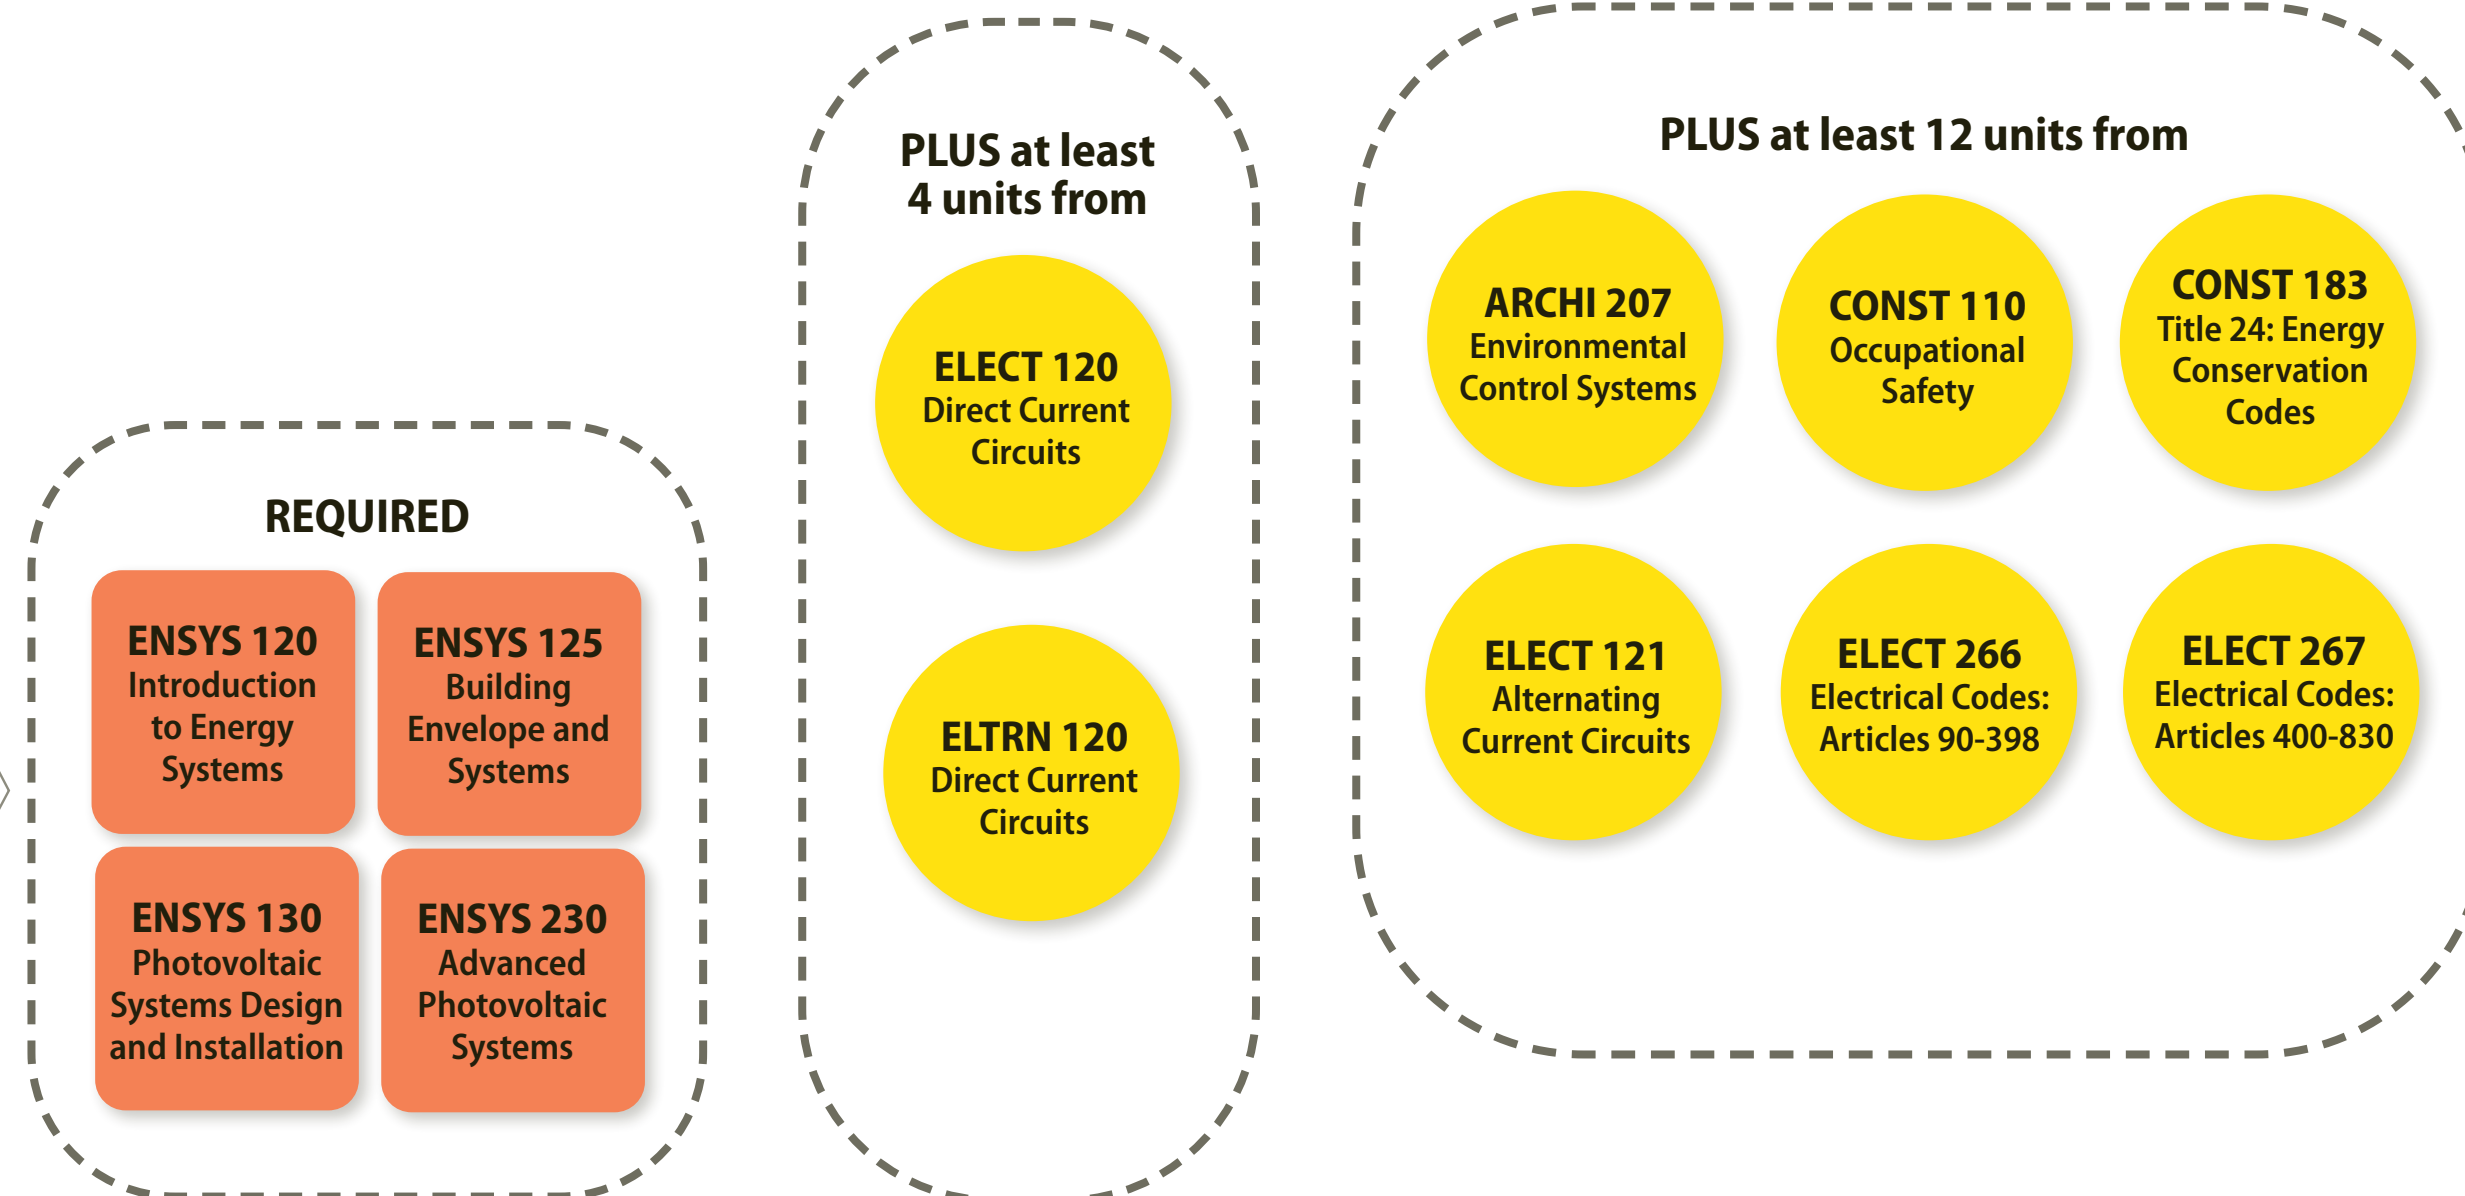 REQUIRED
ENSYS 120
Introduction
to Energy
Systems
ENSYS 125
Building
Envelope and
Systems
ENSYS 130
Photovoltaic
Systems Design
and Installation
ENSYS 230
Advanced
Photovoltaic
Systems
PLUS at least
4 units from
ELECT 120
Direct Current
Circuits
ELTRN 120
Direct Current
Circuits
PLUS at least 12 units from
ARCHI 207
Environmental
Control Systems
CONST 110
Occupational
Safety
CONST 183
Title 24: Energy
Conservation
Codes
ELECT 121
Alternating
Current Circuits
ELECT 266
Electrical Codes:
Articles 90-398
ELECT 267
Electrical Codes:
Articles 400-830